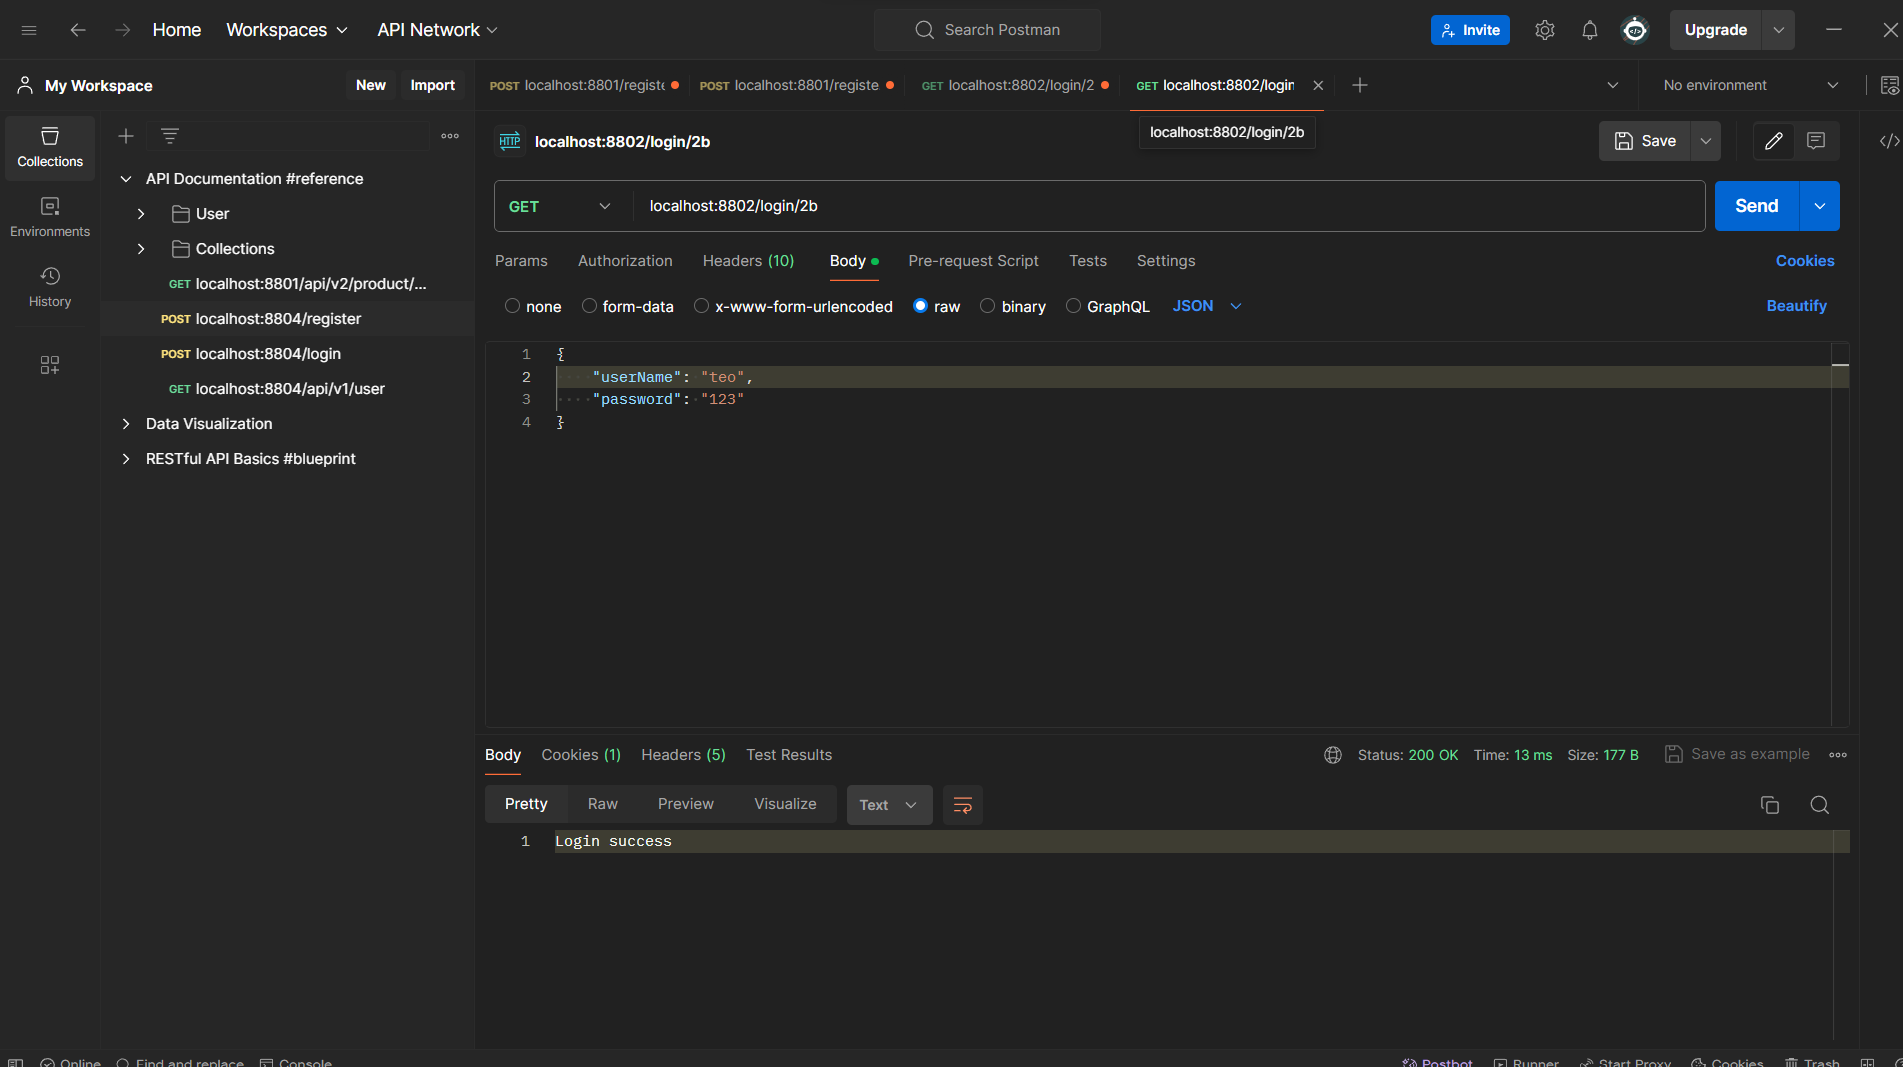 Home Workspaces API Network Search Postman Invite Upgrade
My Workspace New Import POST localhost:8801/registe POST localhost:8801/registe GET localhost:8802/login/2 GET localhost:8802/login No environment
Collections
Environments
History
API Documentation #reference
User
Collections
GET localhost:8801/api/v2/product/...
POST localhost:8804/register
POST localhost:8804/login
GET localhost:8804/api/v1/user
Data Visualization
RESTful API Basics #blueprint
HTTP localhost:8802/login/2b localhost:8802/login/2b Save </>
GET localhost:8802/login/2b Send
Params Authorization Headers (10) Body Pre-request Script Tests Settings Cookies
none form-data x-www-form-urlencoded raw binary GraphQL JSON Beautify
1 {
2 "userName": "teo",
3 "password": "123"
4 }
Body Cookies (1) Headers (5) Test Results Status: 200 OK Time: 13 ms Size: 177 B Save as example
Pretty Raw Preview Visualize Text
1 Login success
Online Find and replace Console Postbot Runner Start Proxy Cookies Trash